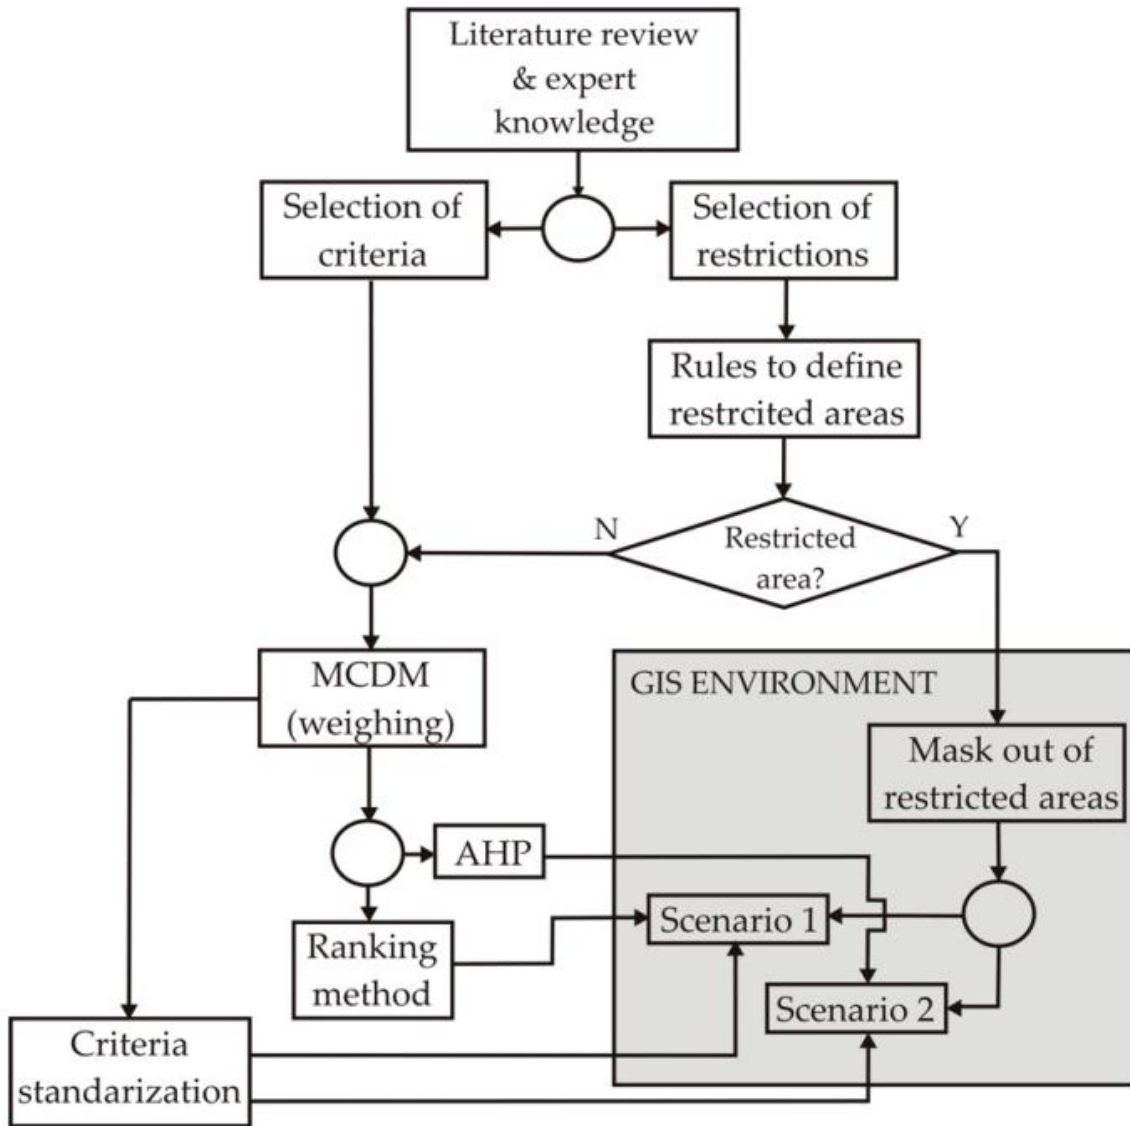 Literature review
& expert
knowledge
Selection of
criteria
Selection of
restrictions
Rules to define
restrcited areas
N
Restricted
area?
Y
MCDM
(weighing)
GIS ENVIRONMENT
Mask out of
restricted areas
AHP
Scenario 1
Ranking
method
Scenario 2
Criteria
standarization